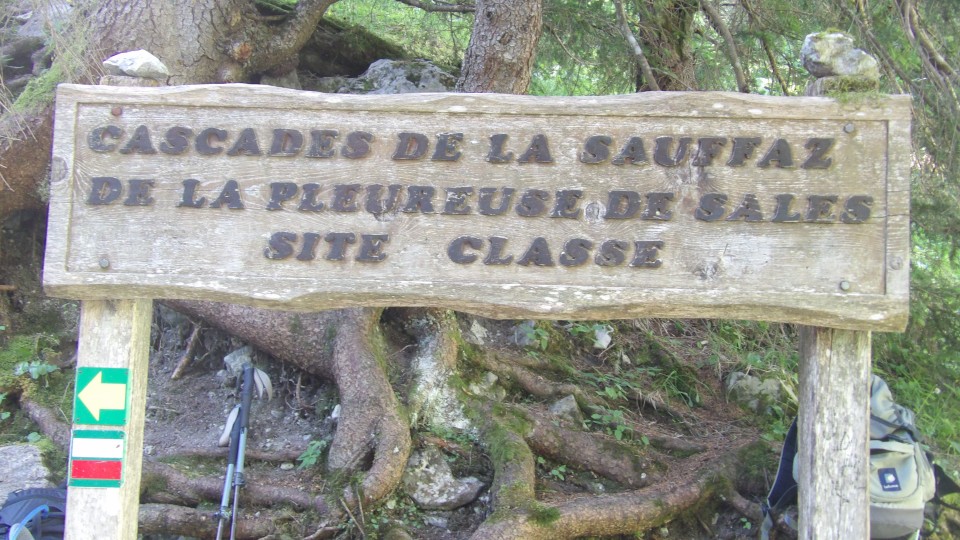 CASCADES DE LA SAUFFAZ
DE LA PLEUREUSE DE SALES
SITE CLASSE